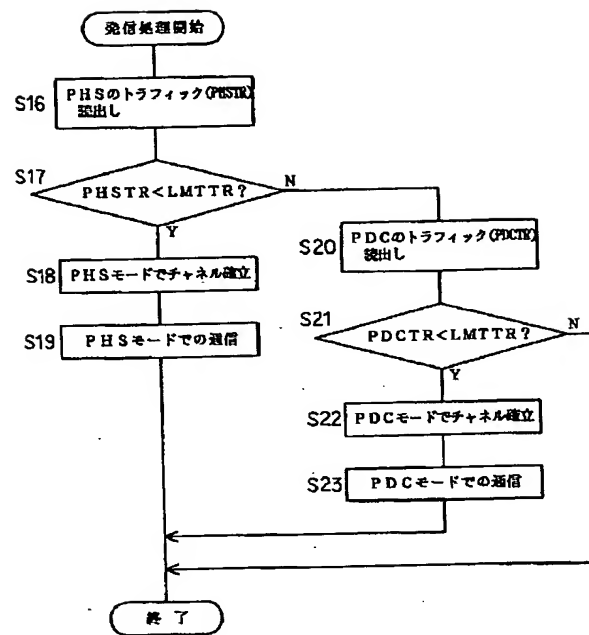 発信処理開始
S16
PHSのトラフィック(PHSTR)
読出し
S17
PHSTR<LMTTR?
N
Y
S18
PHSモードでチャネル確立
S19
PHSモードでの通信
S20
PDCのトラフィック(PDCTR)
読出し
S21
PDCTR<LMTTR?
N
Y
S22
PDCモードでチャネル確立
S23
PDCモードでの通信
終了